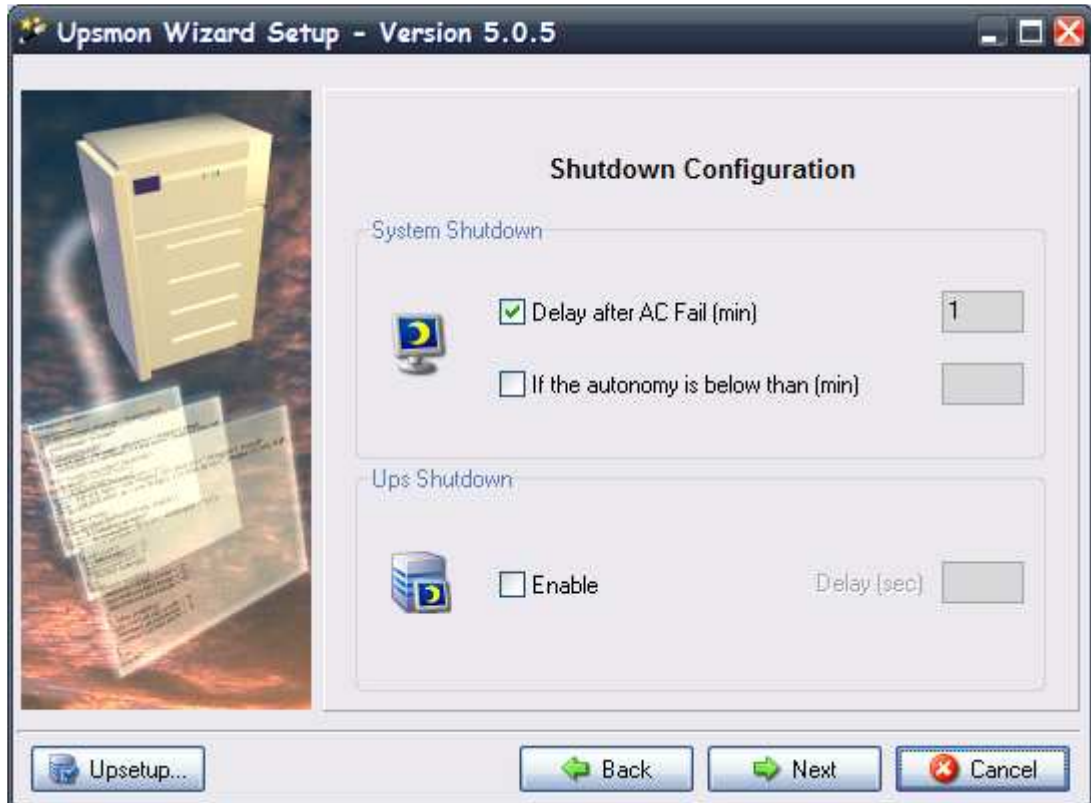 Upsmon Wizard Setup - Version 5.0.5
Shutdown Configuration
System Shutdown
Delay after AC Fail (min) 1
If the autonomy is below than (min)
Ups Shutdown
Enable Delay (sec)
Upsetup... Back Next Cancel